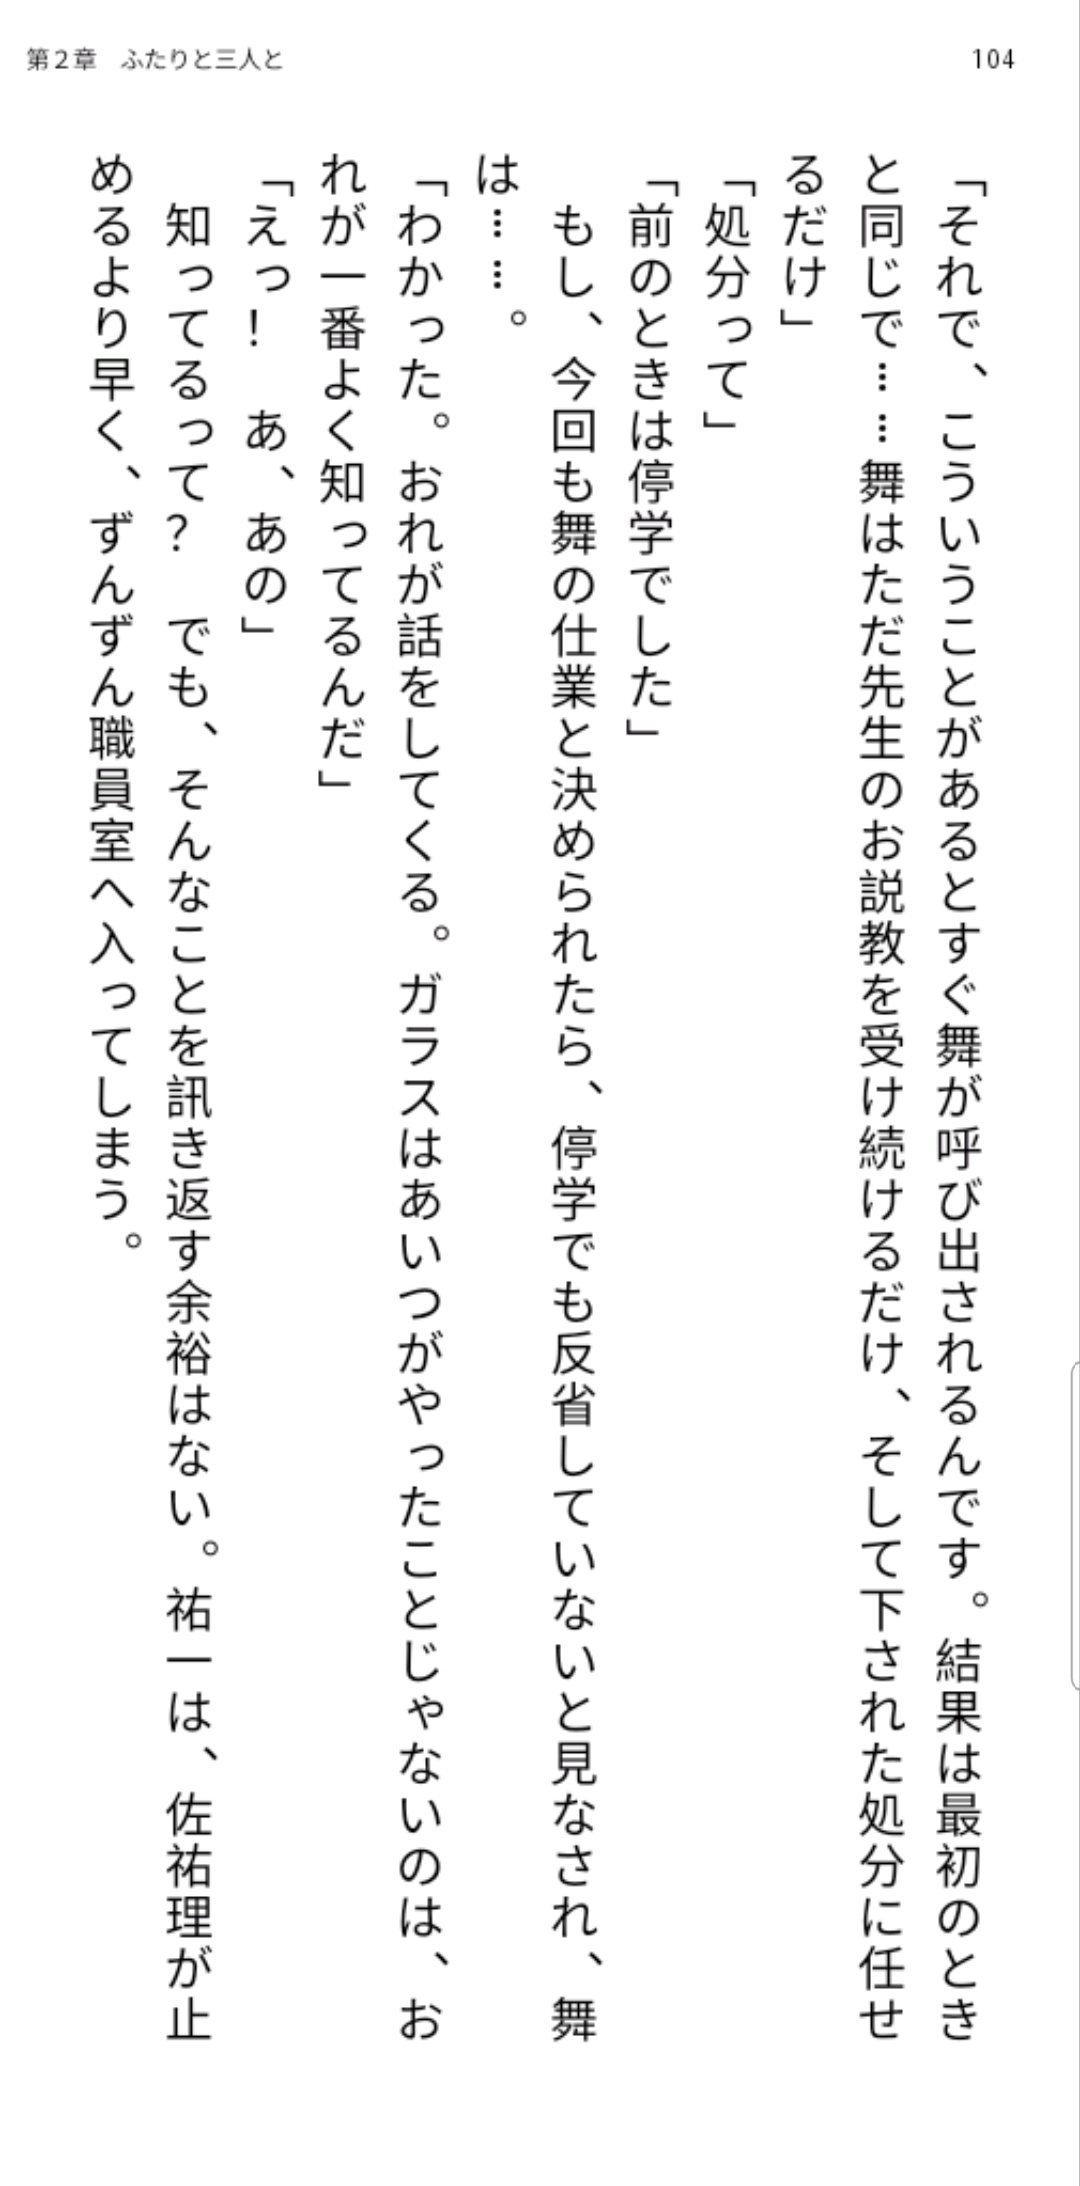 第２章　ふたりと三人と
104
「それで、こういうことがあるとすぐ舞が呼び出されるんです。結果は最初のとき
と同じで……舞はただ先生のお説教を受け続けるだけ、そして下された処分に任せ
るだけ」
「処分って」
「前のときは停学でした」
　もし、今回も舞の仕業と決められたら、停学でも反省していないと見なされ、舞
は……。
「わかった。おれが話をしてくる。ガラスはあいつがやったことじゃないのは、お
れが一番よく知ってるんだ」
「えっ！　あ、あの」
　知ってるって？　でも、そんなことを訊き返す余裕はない。祐一は、佐祐理が止
めるより早く、ずんずん職員室へ入ってしまう。